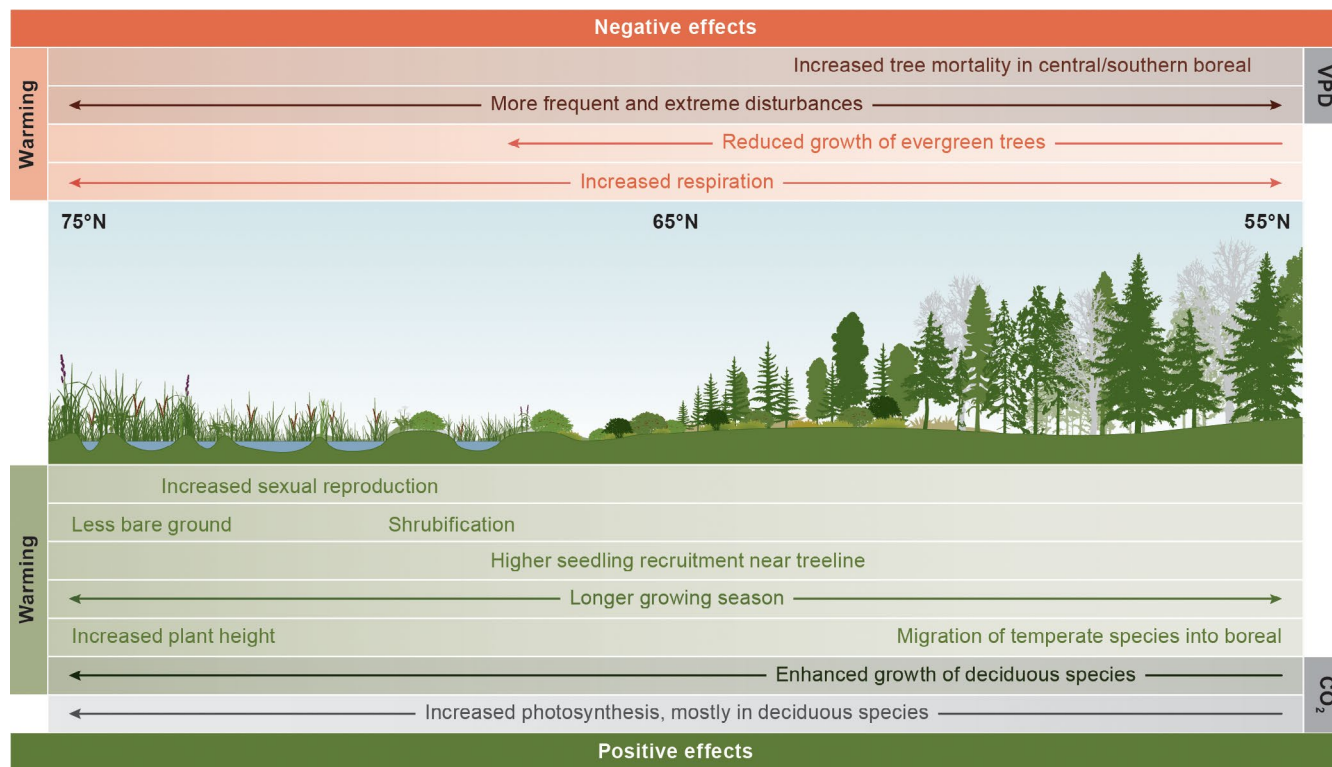 Negative effects
Warming
VPD
Increased tree mortality in central/southern boreal
More frequent and extreme disturbances
Reduced growth of evergreen trees
Increased respiration
75°N
65°N
55°N
Warming
Increased sexual reproduction
Less bare ground
Shrubification
Higher seedling recruitment near treeline
Longer growing season
Increased plant height
Migration of temperate species into boreal
Enhanced growth of deciduous species
CO₂
Increased photosynthesis, mostly in deciduous species
Positive effects